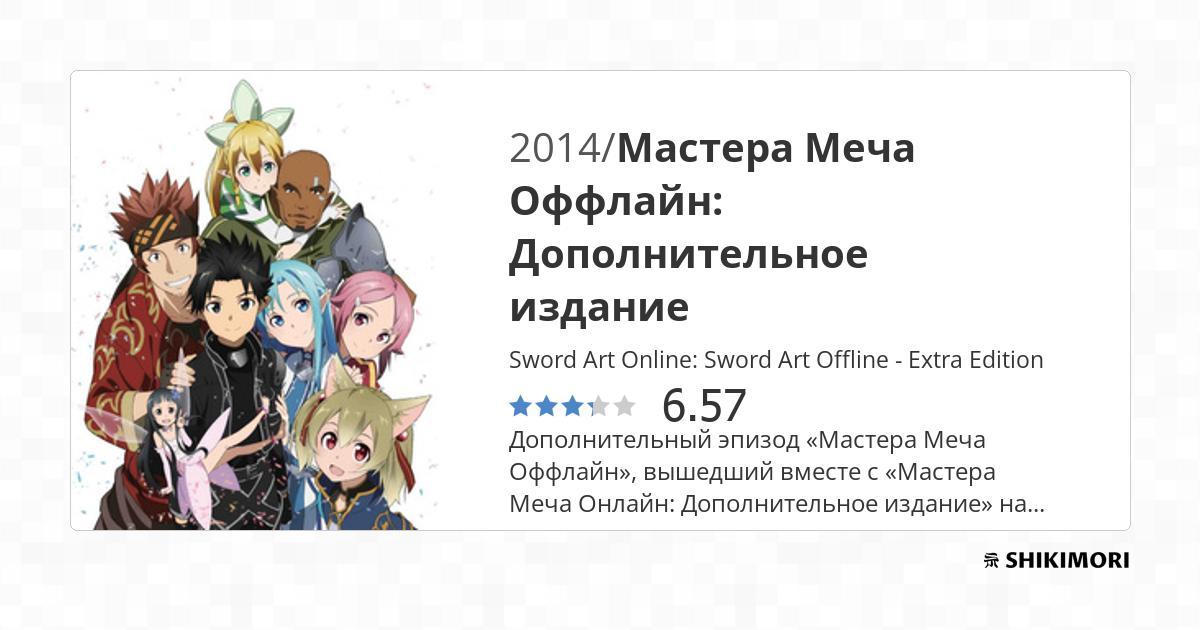 2014/Мастера Меча
Оффлайн:
Дополнительное
издание
Sword Art Online: Sword Art Offline - Extra Edition
6.57
Дополнительный эпизод «Мастера Меча
Оффлайн», вышедший вместе с «Мастера
Меча Онлайн: Дополнительное издание» на...
SHIKIMORI